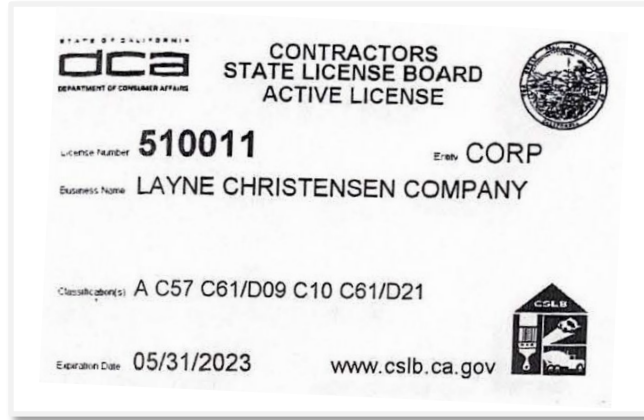 STATE OF CALIFORNIA
dca
DEPARTMENT OF CONSUMER AFFAIRS
CONTRACTORS
STATE LICENSE BOARD
ACTIVE LICENSE
License Number 510011
Entity CORP
Business Name LAYNE CHRISTENSEN COMPANY
Classification(s) A C57 C61/D09 C10 C61/D21
CSLB
Expiration Date 05/31/2023
www.cslb.ca.gov